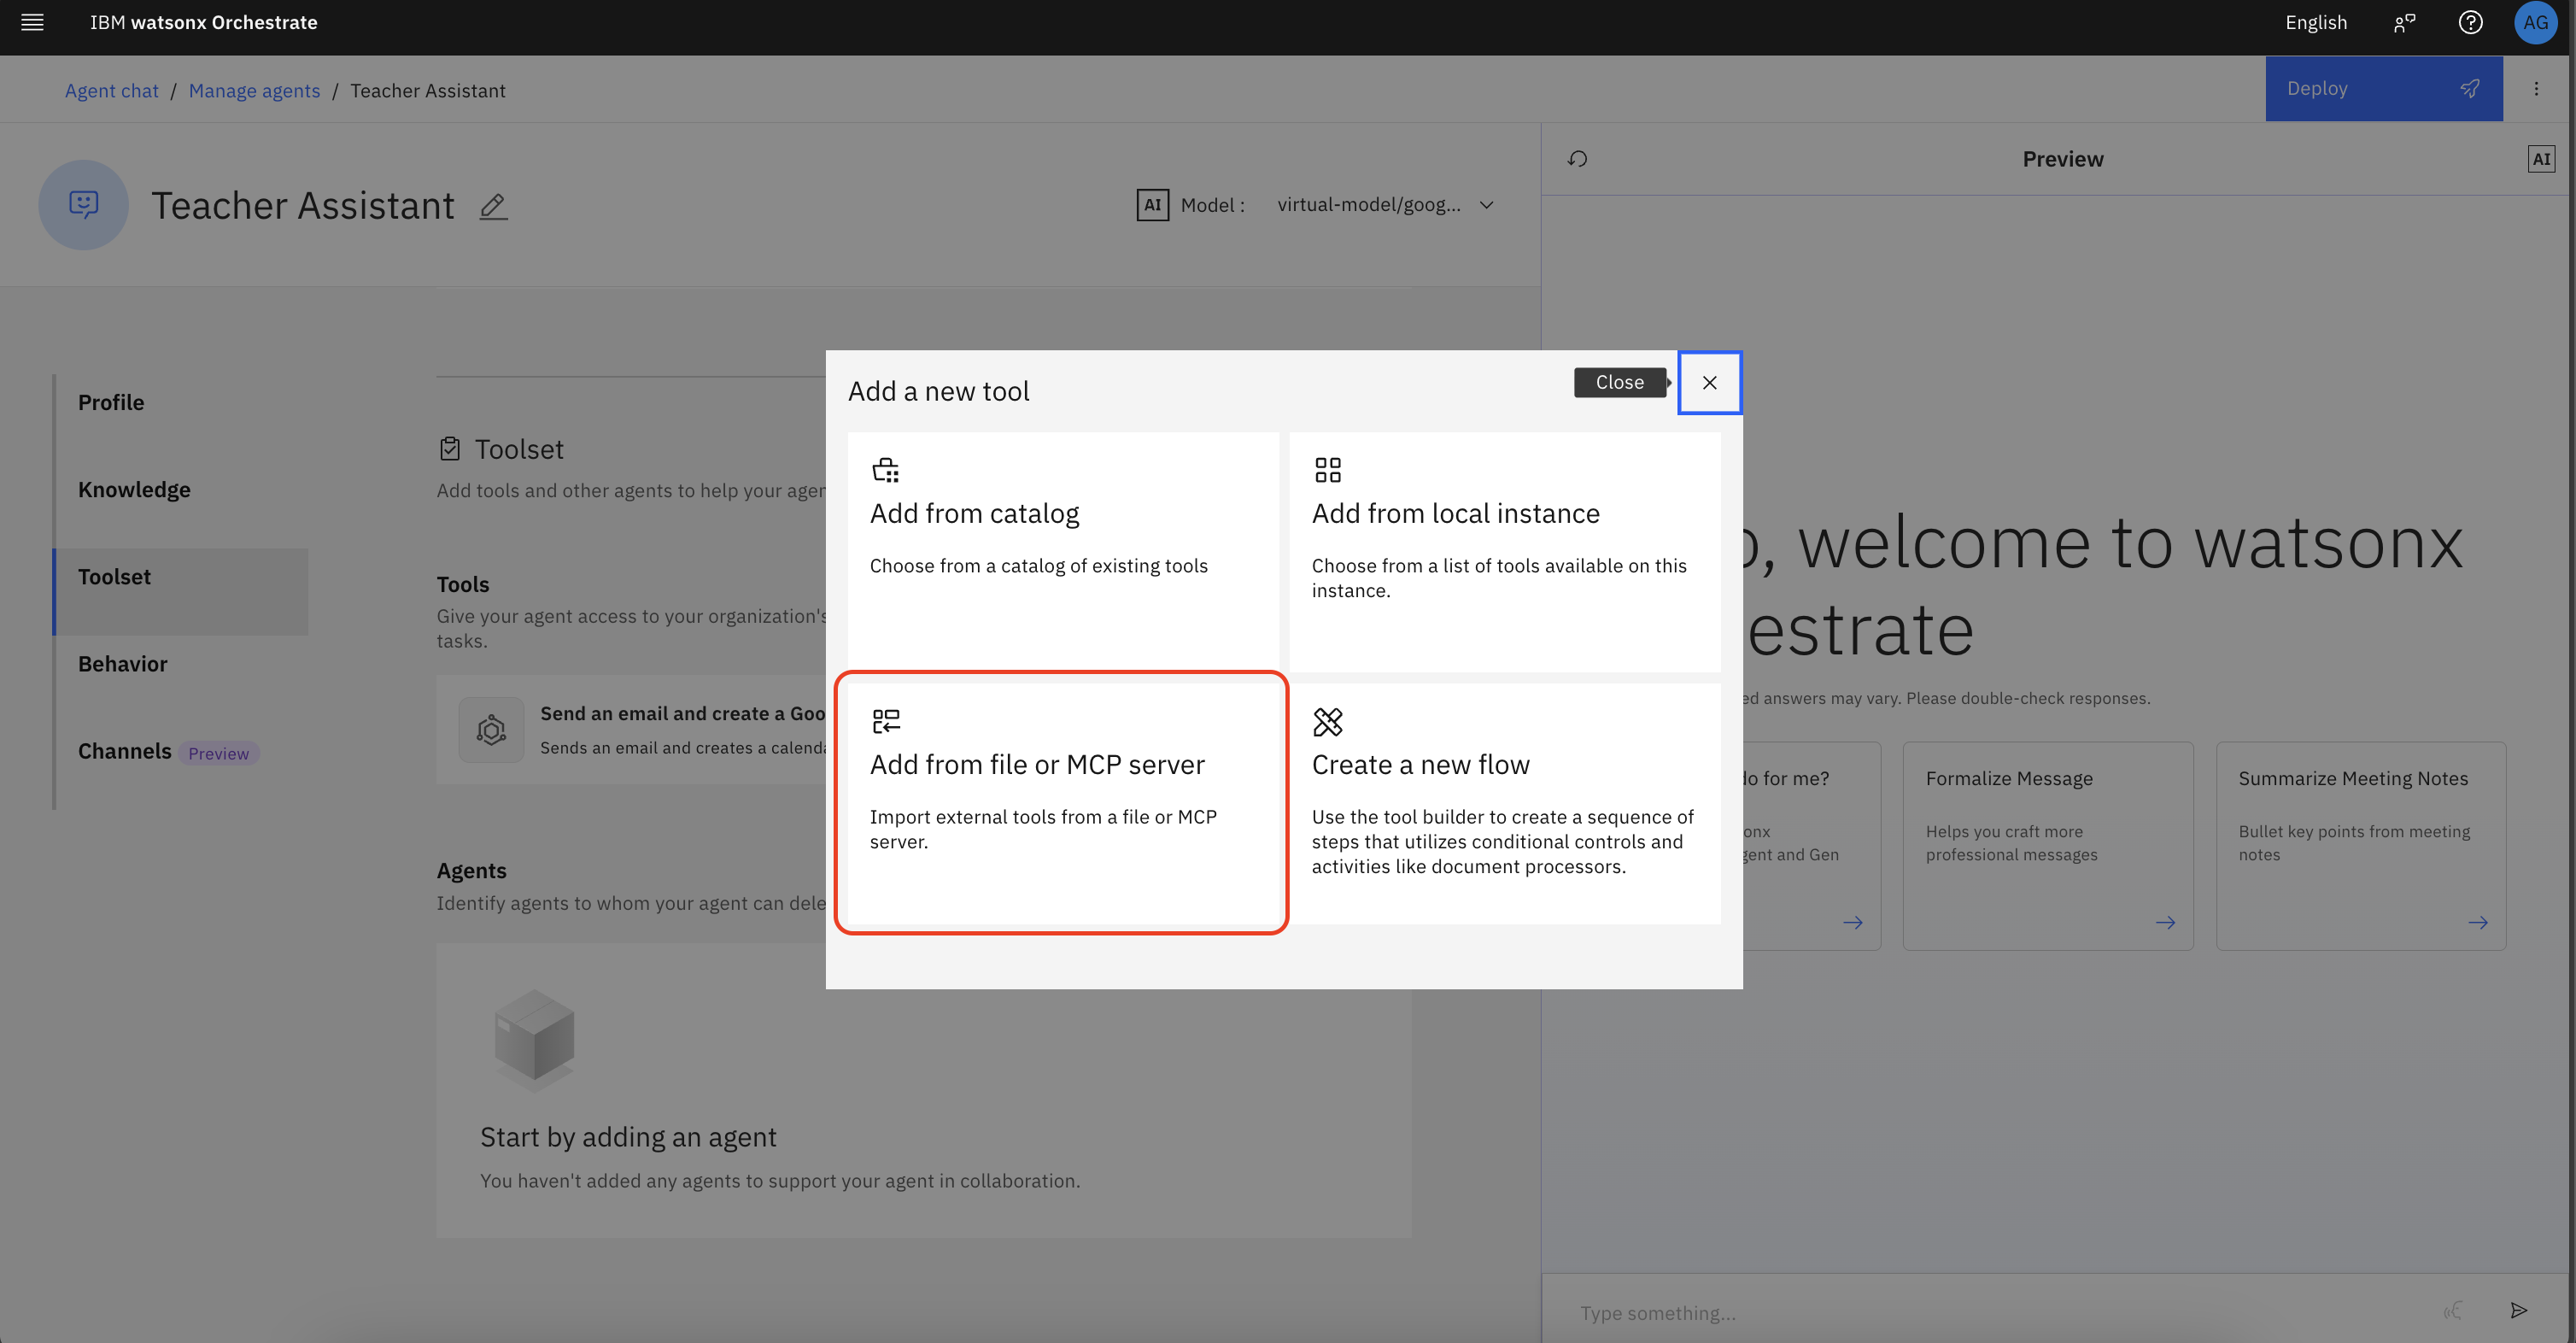 IBM watsonx Orchestrate
English
AG
Agent chat / Manage agents / Teacher Assistant
Deploy
Teacher Assistant
AI Model : virtual-model/goog...
Preview
AI
Profile
Knowledge
Toolset
Behavior
Channels Preview
Toolset
Add tools and other agents to help your agen
Tools
Give your agent access to your organization's
tasks.
Send an email and create a Goo
Sends an email and creates a calenda
Agents
Identify agents to whom your agent can dele
Start by adding an agent
You haven't added any agents to support your agent in collaboration.
Add a new tool
Close
Add from catalog
Choose from a catalog of existing tools
Add from local instance
Choose from a list of tools available on this
instance.
Add from file or MCP server
Import external tools from a file or MCP
server.
Create a new flow
Use the tool builder to create a sequence of
steps that utilizes conditional controls and
activities like document processors.
o, welcome to watsonx
estrate
ed answers may vary. Please double-check responses.
do for me?
onx
gent and Gen
Formalize Message
Helps you craft more
professional messages
Summarize Meeting Notes
Bullet key points from meeting
notes
Type something...